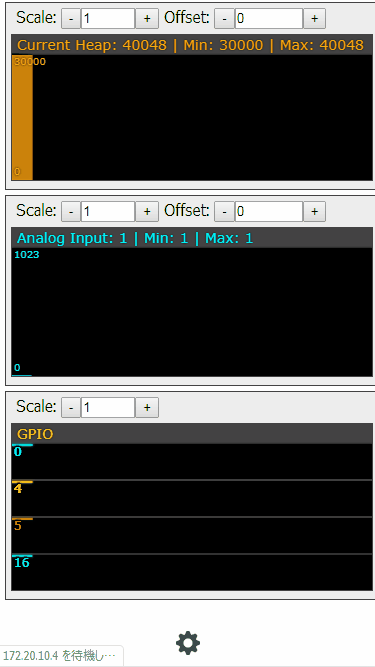 Scale: - 1 + Offset: - 0 +
Current Heap: 40048 | Min: 30000 | Max: 40048
30000
0
Scale: - 1 + Offset: - 0 +
Analog Input: 1 | Min: 1 | Max: 1
1023
0
Scale: - 1 +
GPIO
0
4
5
16
172.20.10.4 を待機し…